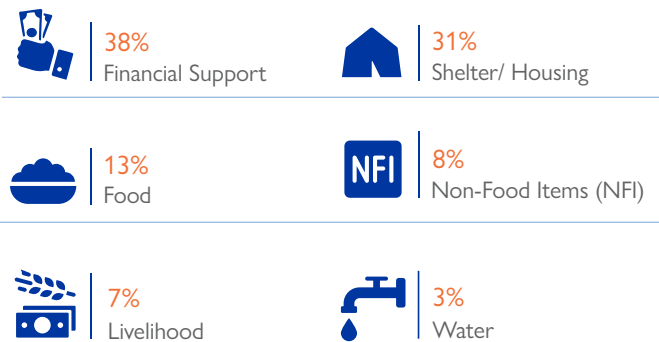 38%
Financial Support
31%
Shelter/ Housing
13%
Food
NFI
8%
Non-Food Items (NFI)
7%
Livelihood
3%
Water